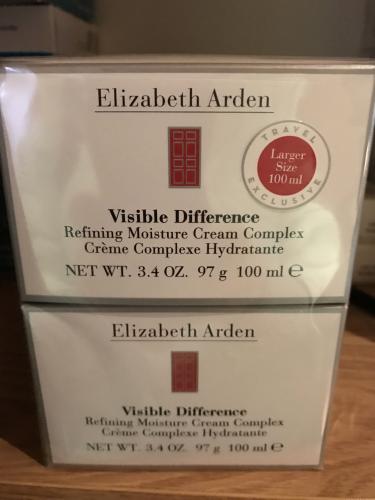 Elizabeth Arden
TRAVEL
Larger
Size
100 ml
EXCLUSIVE
Visible Difference
Refining Moisture Cream Complex
Crème Complexe Hydratante
NET WT. 3.4 OZ. 97 g 100 ml ℮
Elizabeth Arden
Visible Difference
Refining Moisture Cream Complex
Crème Complexe Hydratante
NET WT. 3.4 OZ. 97 g 100 ml ℮